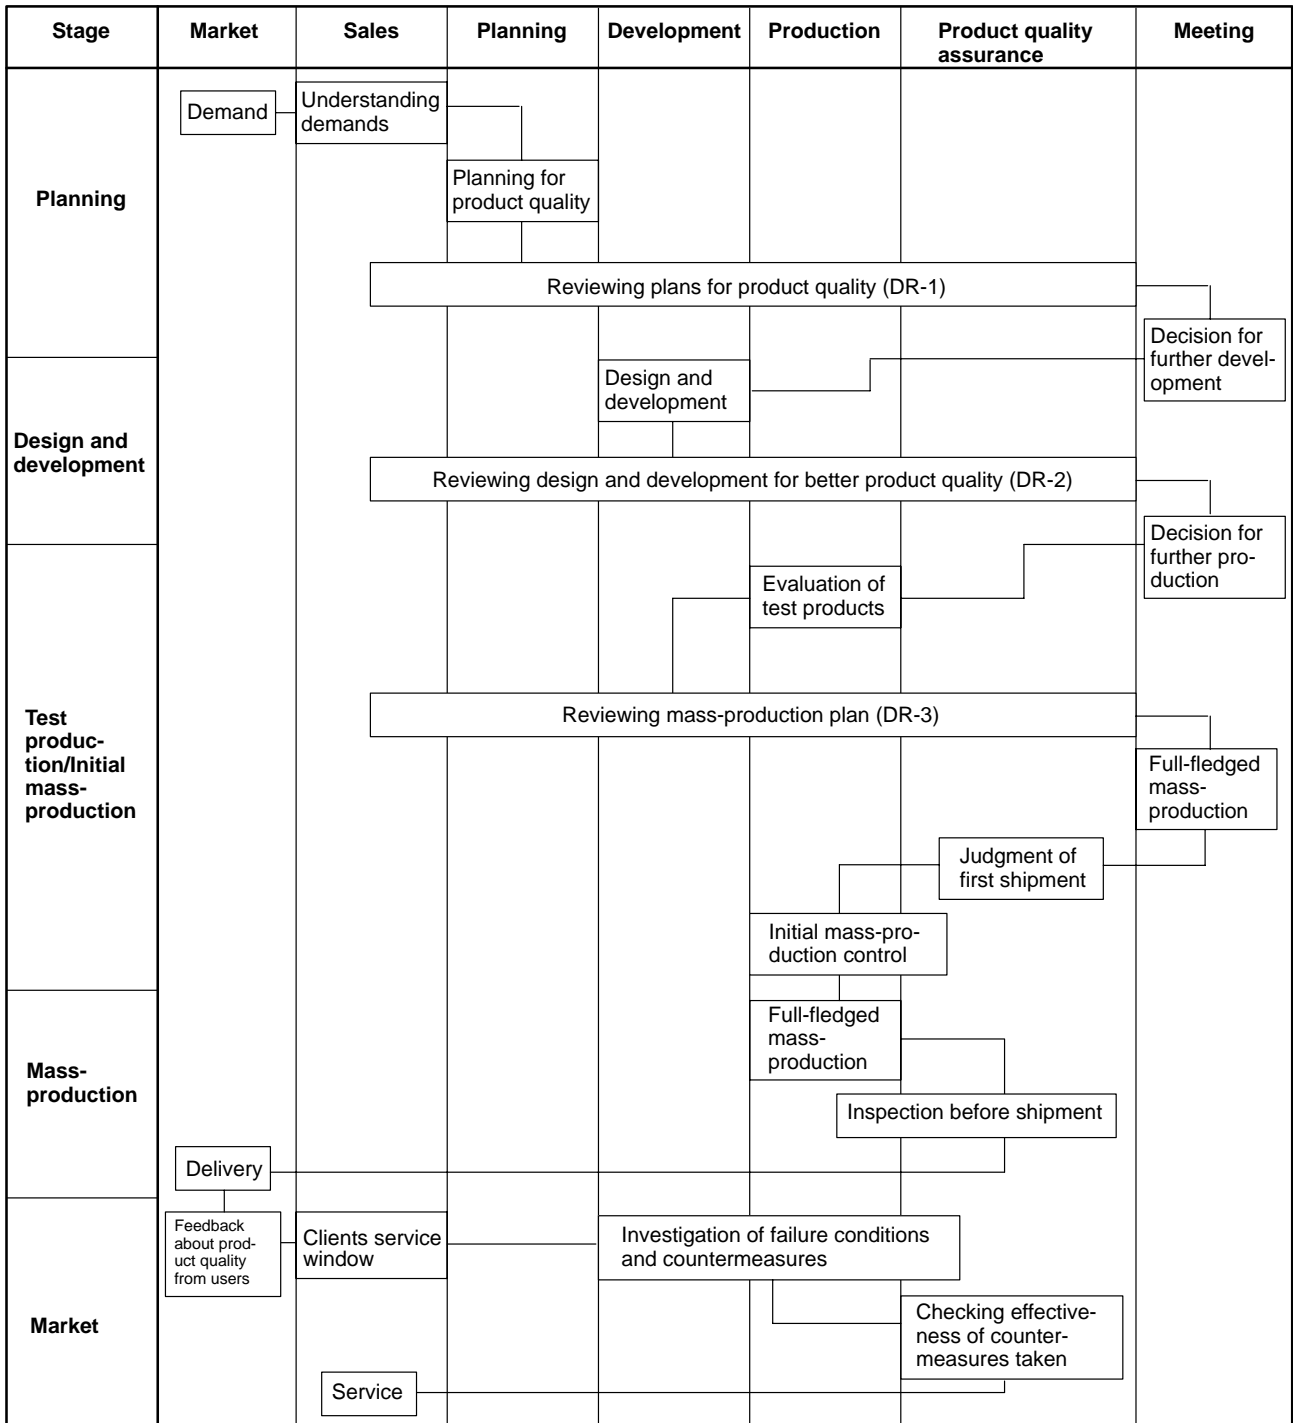 Stage
Market
Sales
Planning
Development
Production
Product quality
assurance
Meeting
Planning
Demand
Understanding
demands
Planning for
product quality
Reviewing plans for product quality (DR-1)
Decision for
further devel-
opment
Design and
development
Design and
development
Reviewing design and development for better product quality (DR-2)
Decision for
further pro-
duction
Test
produc-
tion/Initial
mass-
production
Evaluation of
test products
Reviewing mass-production plan (DR-3)
Full-fledged
mass-
production
Judgment of
first shipment
Initial mass-pro-
duction control
Mass-
production
Full-fledged
mass-
production
Inspection before shipment
Delivery
Market
Feedback
about prod-
uct quality
from users
Clients service
window
Investigation of failure conditions
and countermeasures
Checking effective-
ness of counter-
measures taken
Service